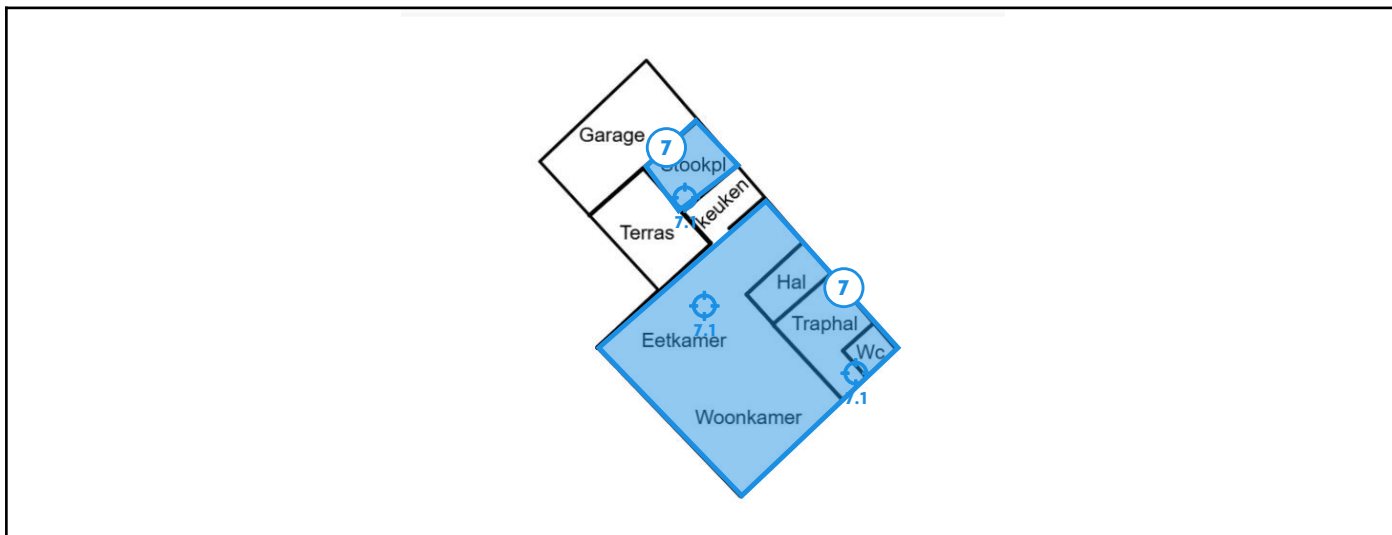 Garage
7
Stookpl
keuken
7.1
Terras
Hal
7
7.1
Traphal
Eetkamer
Wc
7.1
Woonkamer